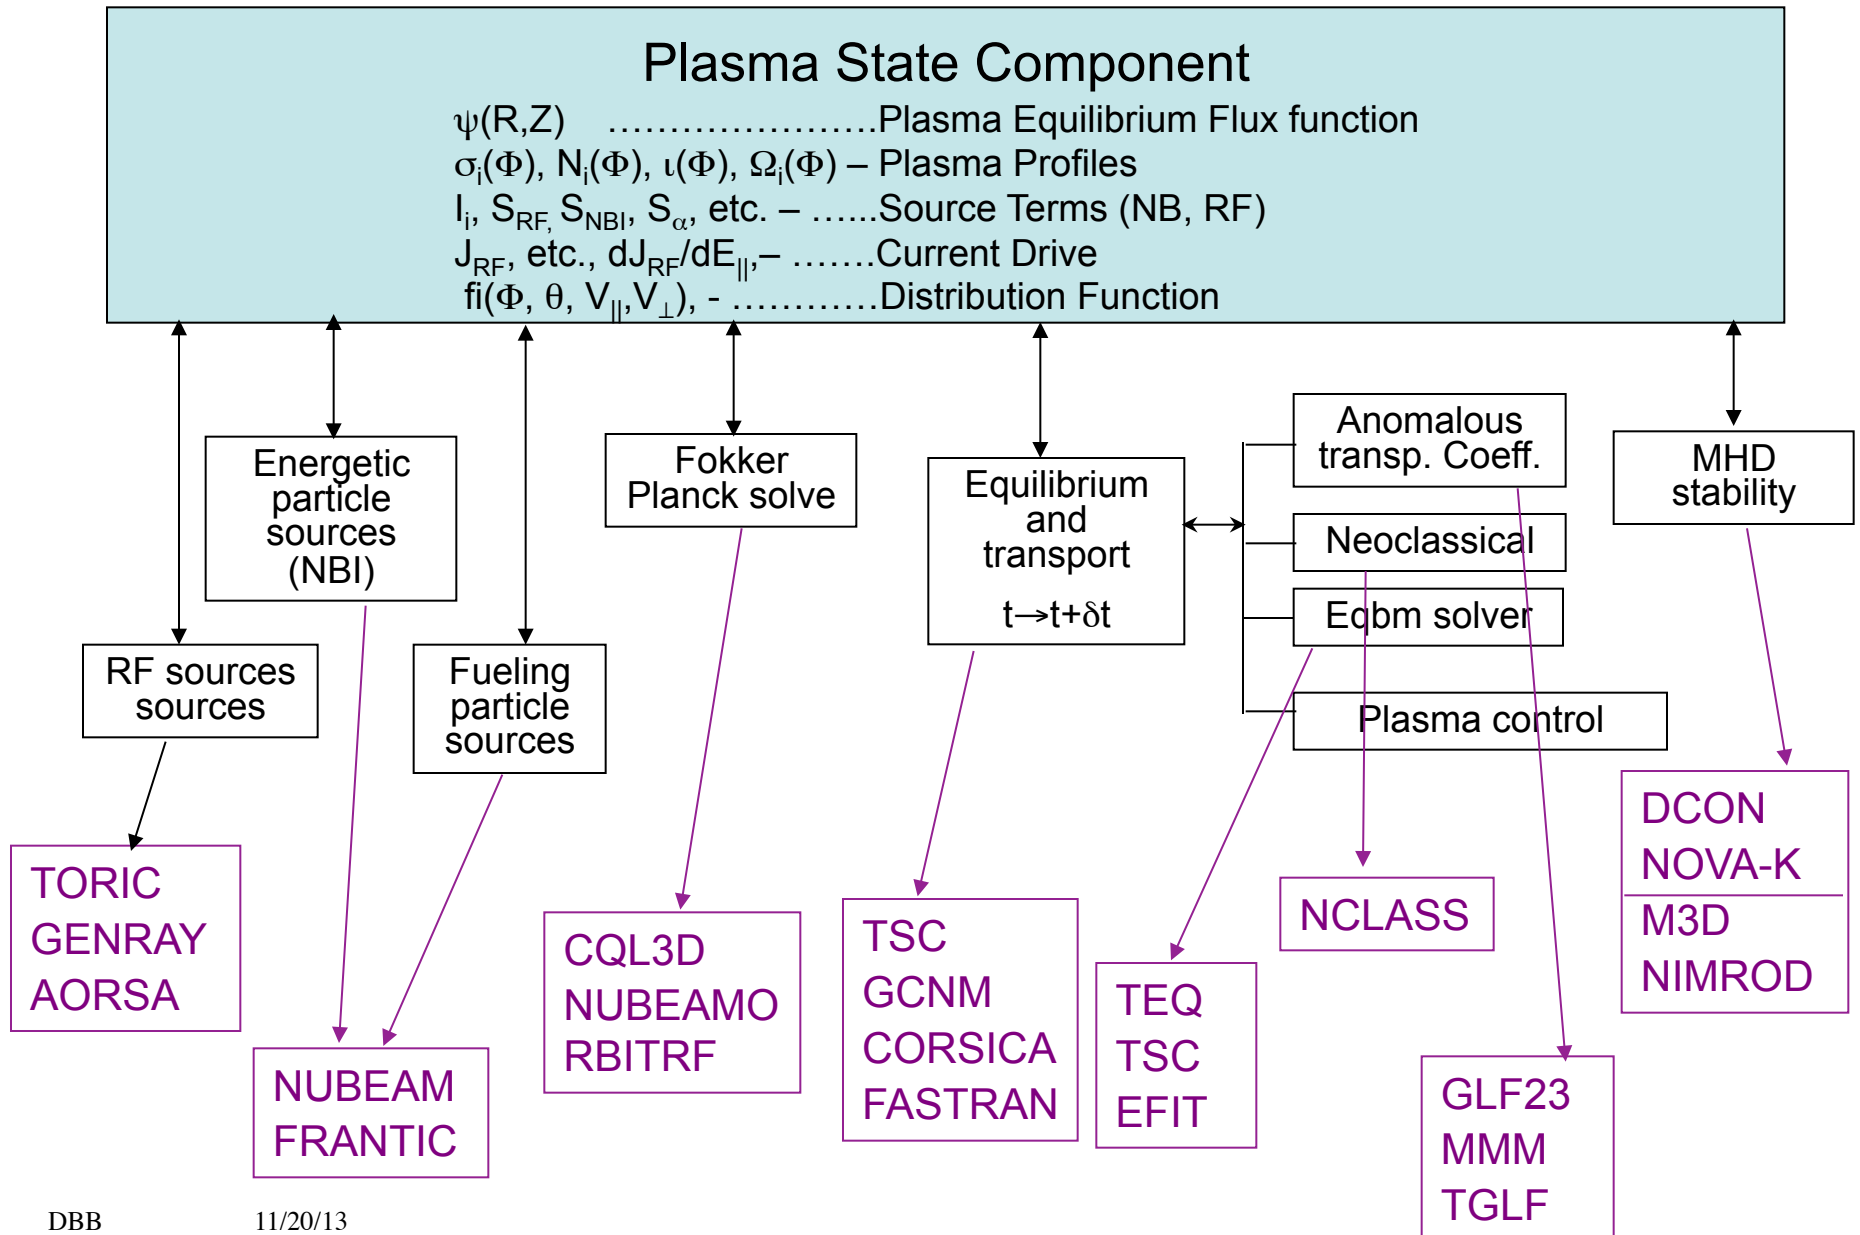 Plasma State Component
ψ(R,Z) ......................Plasma Equilibrium Flux function
σi(Φ), Ni(Φ), ι(Φ), Ωi(Φ) – Plasma Profiles
Ii, SRF, SNBI, Sα, etc. – …...Source Terms (NB, RF)
JRF, etc., dJRF/dE||,– …….Current Drive
fi(Φ, θ, V||,V⊥), - …………Distribution Function
Energetic
particle
sources
(NBI)
Fokker
Planck solve
Equilibrium
and
transport
t→t+δt
Anomalous
transp. Coeff.
Neoclassical
Eqbm solver
Plasma control
MHD
stability
RF sources
sources
Fueling
particle
sources
TORIC
GENRAY
AORSA
NUBEAM
FRANTIC
CQL3D
NUBEAMO
RBITRF
TSC
GCNM
CORSICA
FASTRAN
TEQ
TSC
EFIT
NCLASS
GLF23
MMM
TGLF
DCON
NOVA-K
M3D
NIMROD
DBB 11/20/13